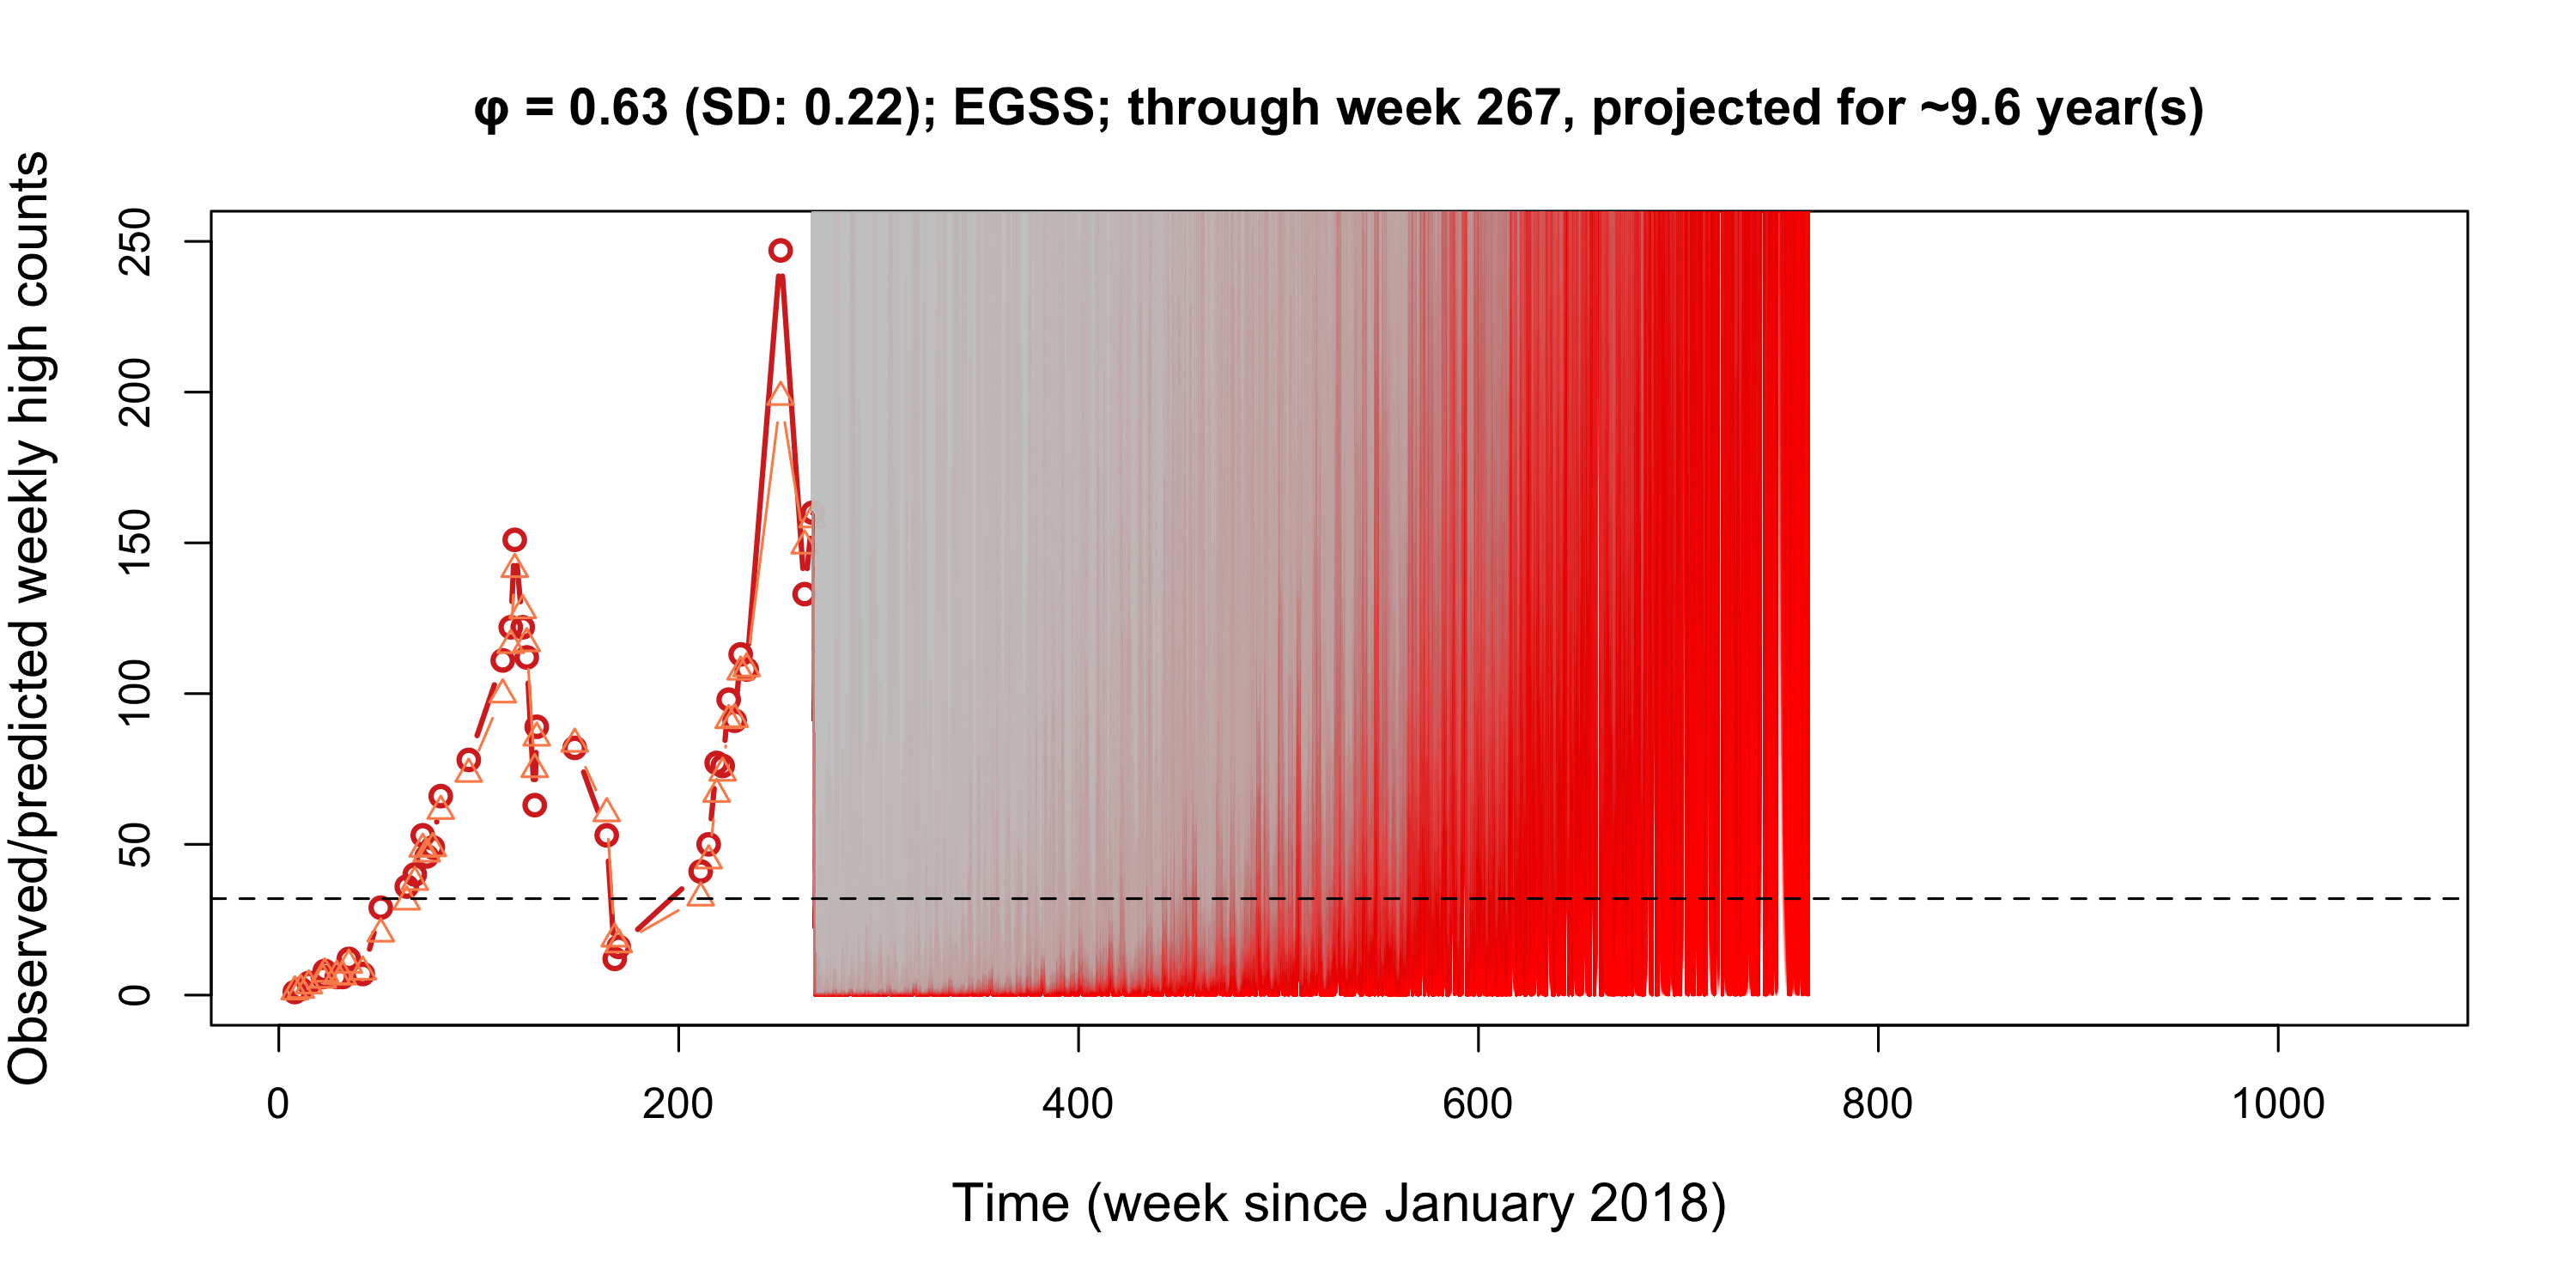 φ = 0.63 (SD: 0.22); EGSS; through week 267, projected for ~9.6 year(s)
Observed/predicted weekly high counts
250
200
150
100
50
0
0 200 400 600 800 1000
Time (week since January 2018)